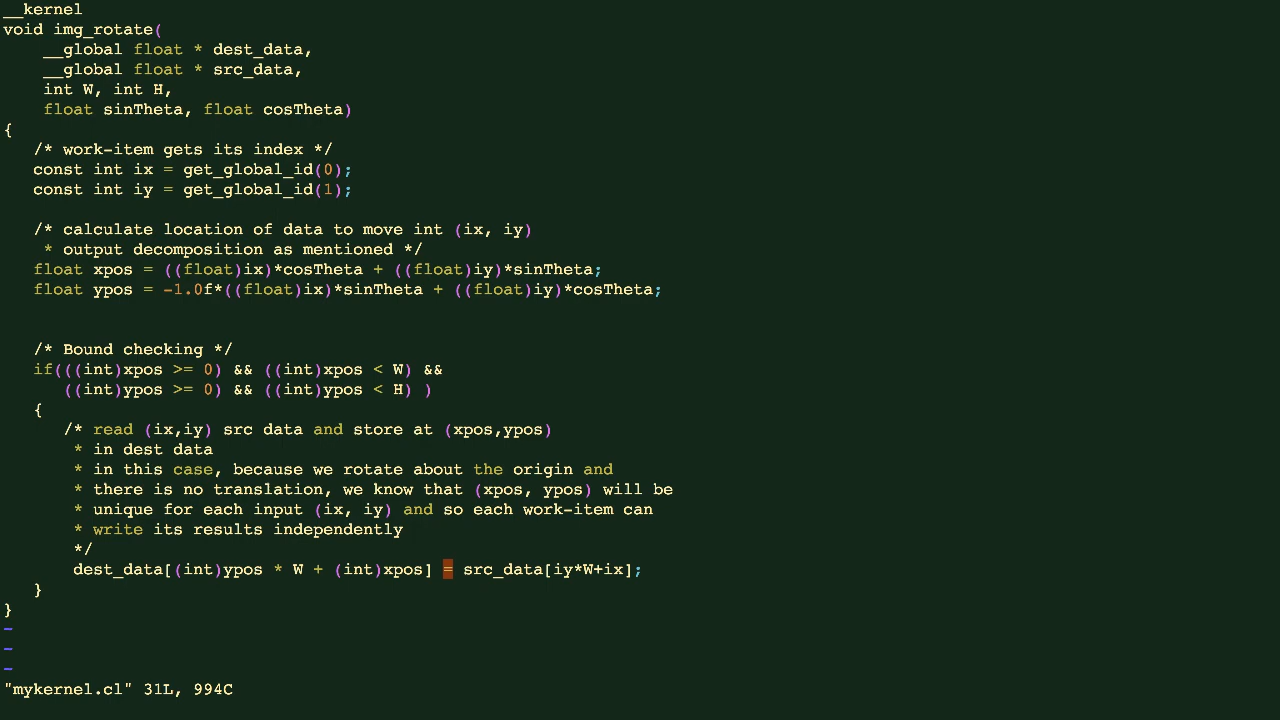 __kernel
void img_rotate(
    __global float * dest_data,
    __global float * src_data,
    int W, int H,
    float sinTheta, float cosTheta)
{
   /* work-item gets its index */
   const int ix = get_global_id(0);
   const int iy = get_global_id(1);
   /* calculate location of data to move int (ix, iy)
    * output decomposition as mentioned */
   float xpos = ((float)ix)*cosTheta + ((float)iy)*sinTheta;
   float ypos = -1.0f*((float)ix)*sinTheta + ((float)iy)*cosTheta;
   /* Bound checking */
   if(((int)xpos >= 0) && ((int)xpos < W) &&
      ((int)ypos >= 0) && ((int)ypos < H) )
   {
      /* read (ix,iy) src data and store at (xpos,ypos)
       * in dest data
       * in this case, because we rotate about the origin and
       * there is no translation, we know that (xpos, ypos) will be
       * unique for each input (ix, iy) and so each work-item can
       * write its results independently
       */
       dest_data[(int)ypos * W + (int)xpos] = src_data[iy*W+ix];
   }
}
~
~
~
"mykernel.cl" 31L, 994C